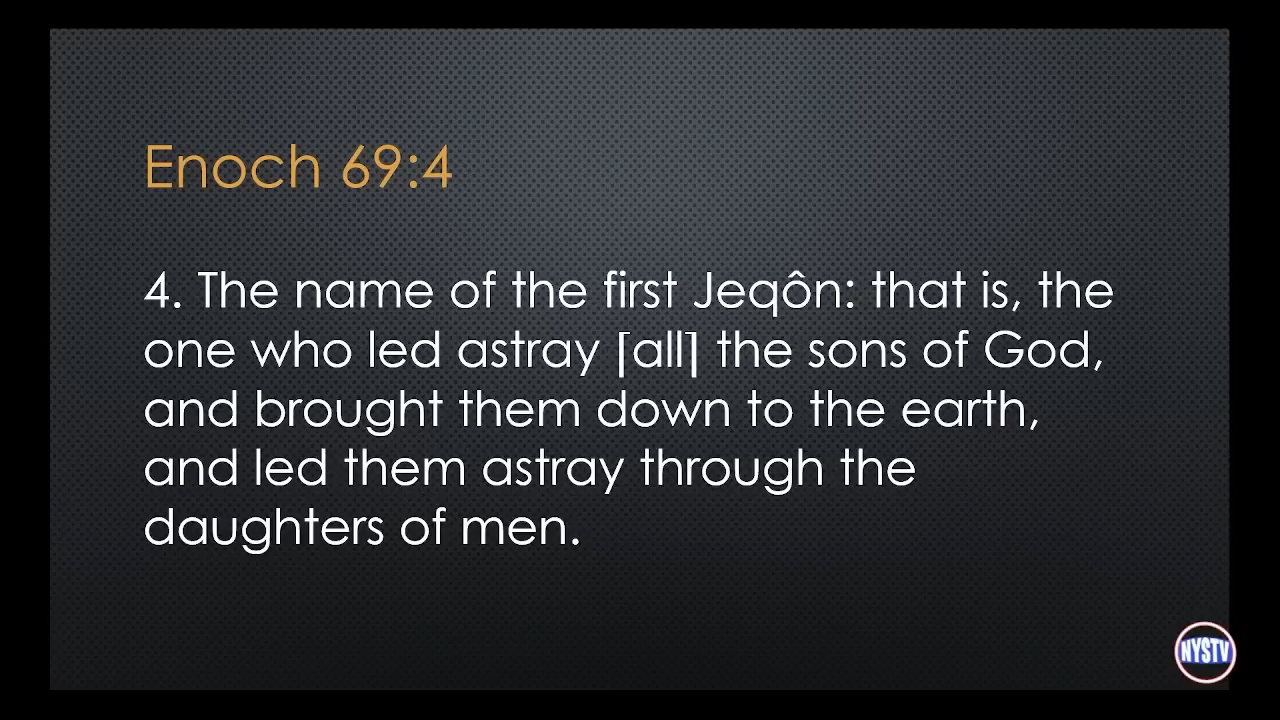 Enoch 69:4
4. The name of the first Jeqôn: that is, the
one who led astray ⌈all⌉ the sons of God,
and brought them down to the earth,
and led them astray through the
daughters of men.
NYSTV